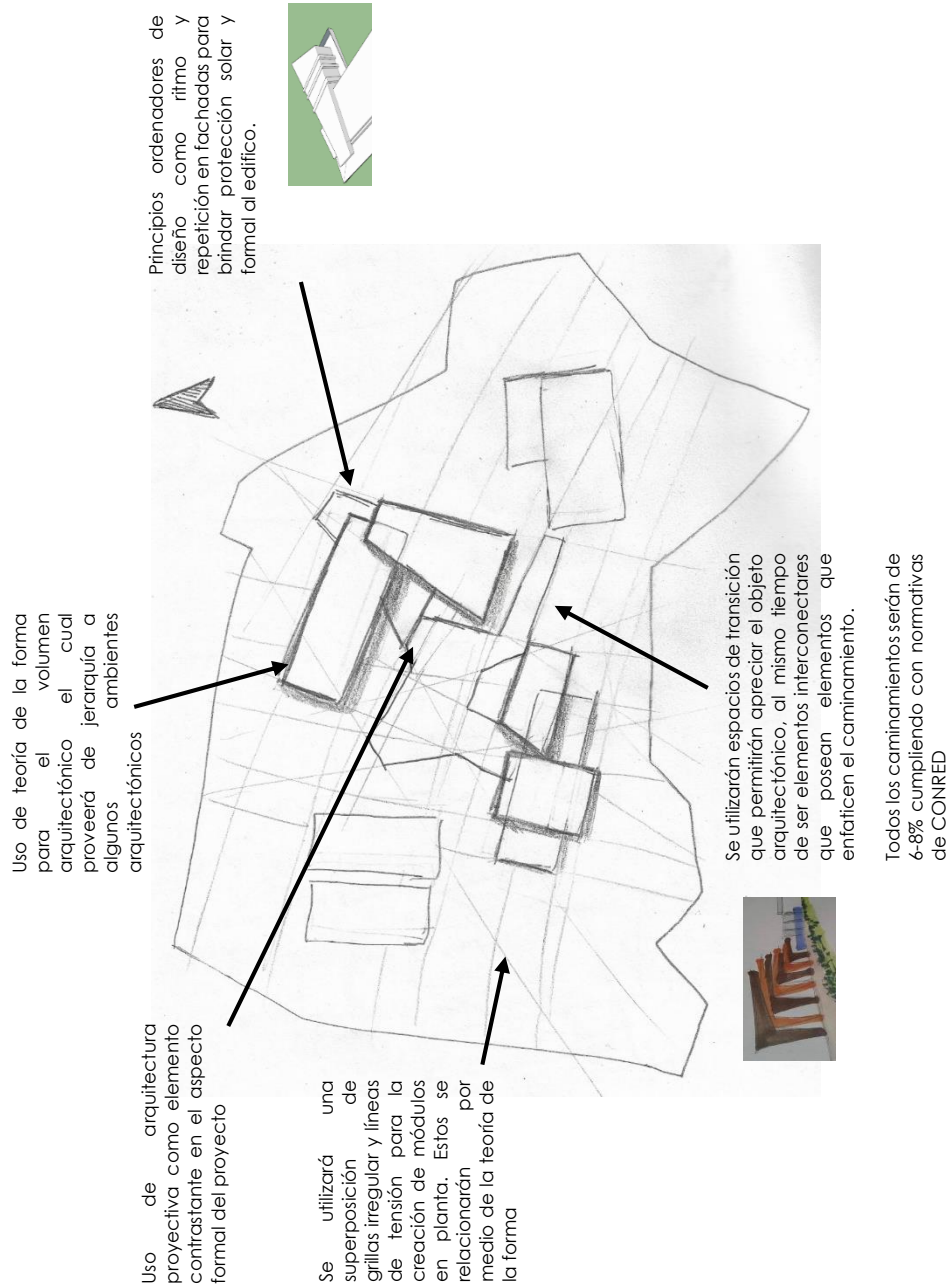 Uso de teoría de la forma
para el volumen
arquitectónico el cual
proveerá de jerarquía a
algunos ambientes
arquitectónicos
Principios ordenadores de
diseño como ritmo y
repetición en fachadas para
brindar protección solar y
formal al edifico.
Uso de arquitectura
proyectiva como elemento
contrastante en el aspecto
formal del proyecto
Se utilizará una
superposición de
grillas irregular y líneas
de tensión para la
creación de módulos
en planta. Estos se
relacionarán por
medio de la teoría de
la forma
Se utilizarán espacios de transición
que permitirán apreciar el objeto
arquitectónico, al mismo tiempo
de ser elementos interconectares
que posean elementos que
enfaticen el caminamiento.
Todos los caminamientos serán de
6-8% cumpliendo con normativas
de CONRED